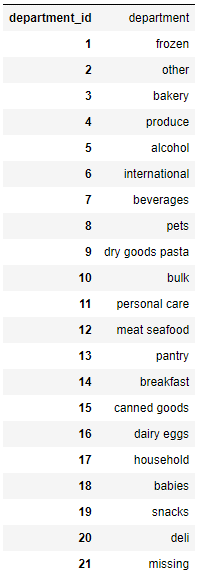 department_id department
1 frozen
2 other
3 bakery
4 produce
5 alcohol
6 international
7 beverages
8 pets
9 dry goods pasta
10 bulk
11 personal care
12 meat seafood
13 pantry
14 breakfast
15 canned goods
16 dairy eggs
17 household
18 babies
19 snacks
20 deli
21 missing